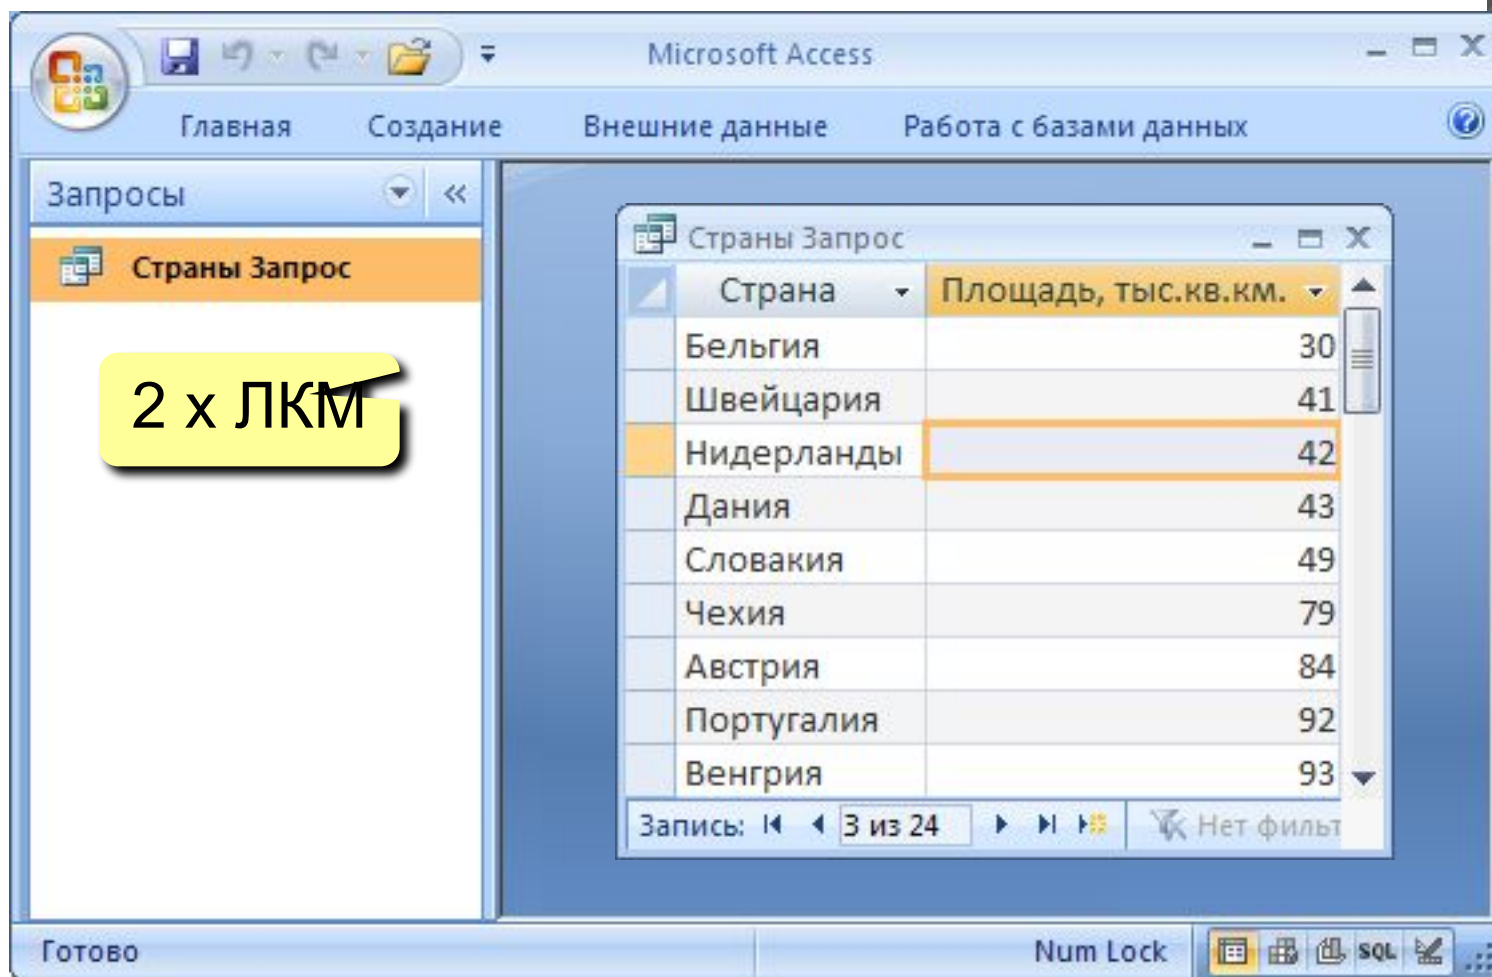 Microsoft Access
Главная Создание Внешние данные Работа с базами данных
Запросы
Страны Запрос
2 х ЛКМ
Страны Запрос
Страна Площадь, тыс.кв.км.
Бельгия 30
Швейцария 41
Нидерланды 42
Дания 43
Словакия 49
Чехия 79
Австрия 84
Португалия 92
Венгрия 93
Запись: 3 из 24 Нет фильт
Готово Num Lock SQL